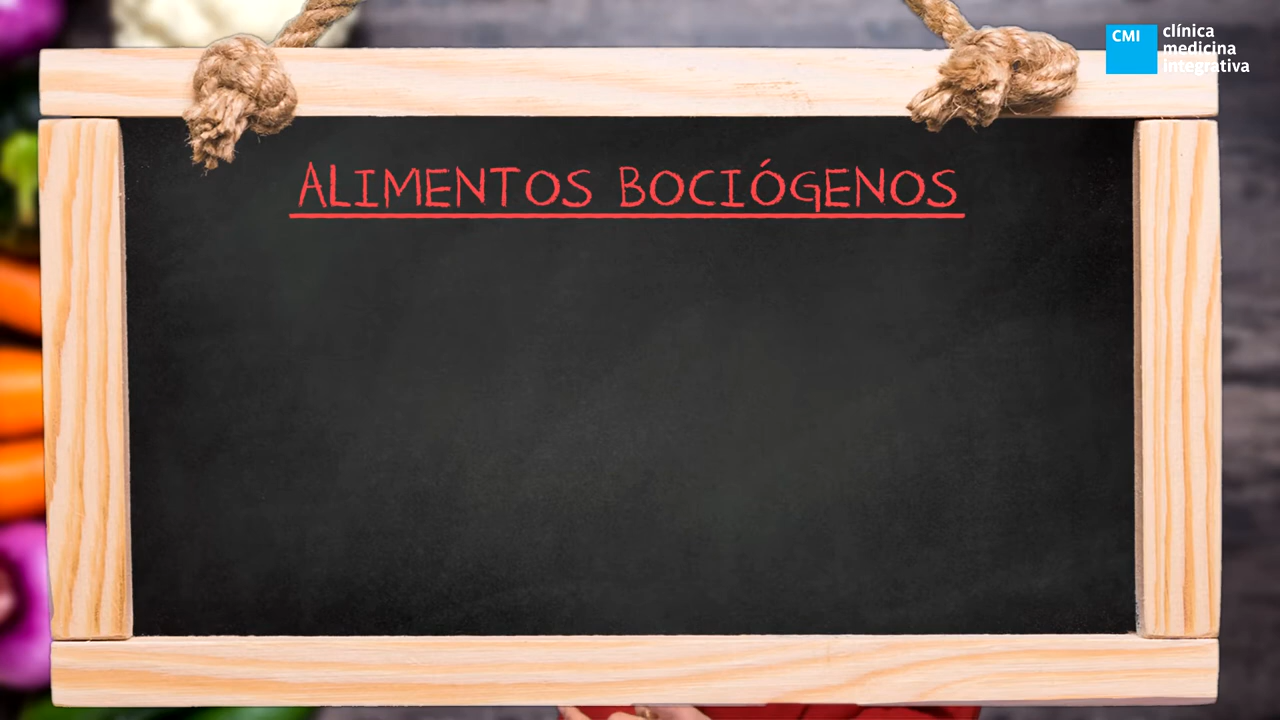 CMI
clínica
medicina
integrativa
ALIMENTOS BOCIÓGENOS